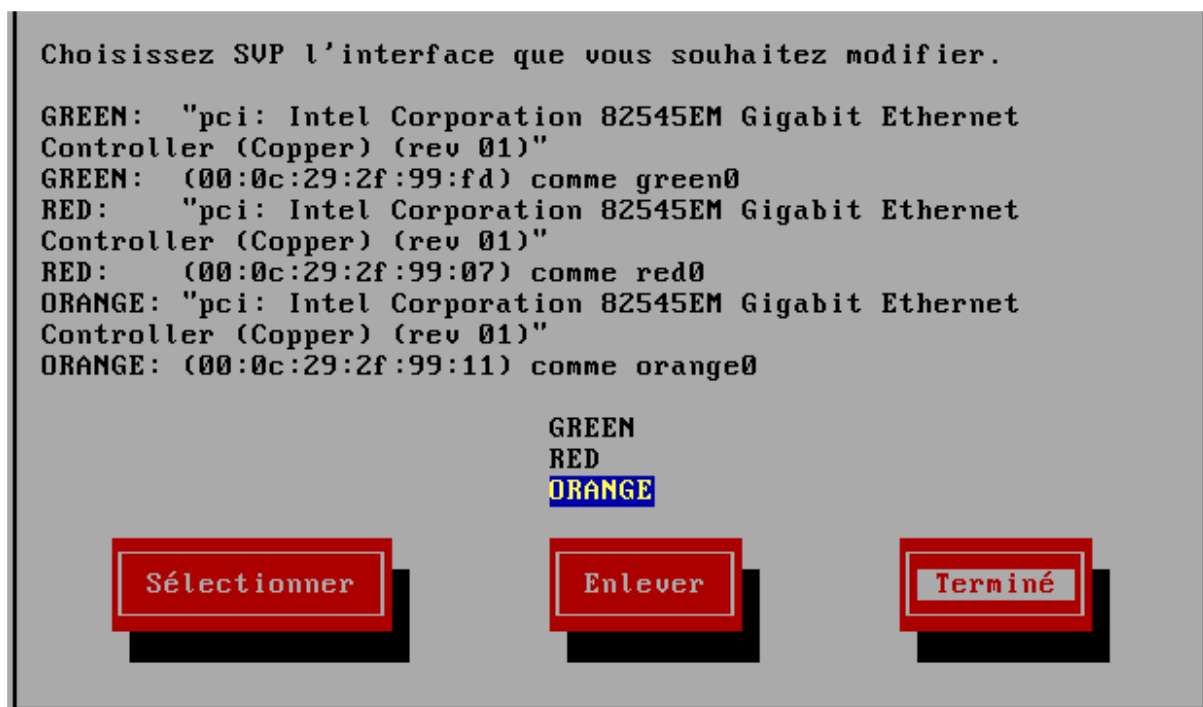 Choisissez SVP l'interface que vous souhaitez modifier.
GREEN: "pci: Intel Corporation 82545EM Gigabit Ethernet
Controller (Copper) (rev 01)"
GREEN: (00:0c:29:2f:99:fd) comme green0
RED: "pci: Intel Corporation 82545EM Gigabit Ethernet
Controller (Copper) (rev 01)"
RED: (00:0c:29:2f:99:07) comme red0
ORANGE: "pci: Intel Corporation 82545EM Gigabit Ethernet
Controller (Copper) (rev 01)"
ORANGE: (00:0c:29:2f:99:11) comme orange0
GREEN
RED
ORANGE
Sélectionner Enlever Terminé